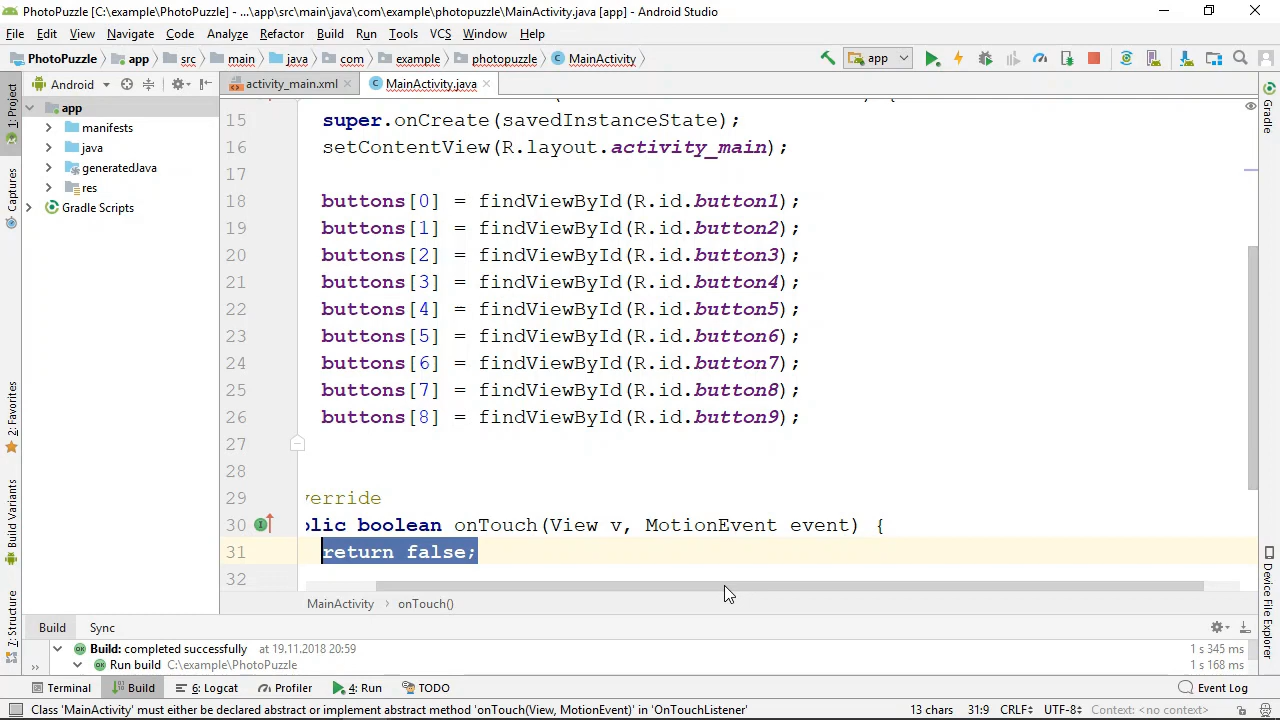 PhotoPuzzle [C:\example\PhotoPuzzle] - ...\app\src\main\java\com\example\photopuzzle\MainActivity.java [app] - Android Studio
File Edit View Navigate Code Analyze Refactor Build Run Tools VCS Window Help
PhotoPuzzle app src main java com example photopuzzle MainActivity app
1: Project
Captures
2: Favorites
Build Variants
7: Structure
Android
app
manifests
java
generatedJava
res
Gradle Scripts
activity_main.xml MainActivity.java
15 super.onCreate(savedInstanceState);
16 setContentView(R.layout.activity_main);
17
18 buttons[0] = findViewById(R.id.button1);
19 buttons[1] = findViewById(R.id.button2);
20 buttons[2] = findViewById(R.id.button3);
21 buttons[3] = findViewById(R.id.button4);
22 buttons[4] = findViewById(R.id.button5);
23 buttons[5] = findViewById(R.id.button6);
24 buttons[6] = findViewById(R.id.button7);
25 buttons[7] = findViewById(R.id.button8);
26 buttons[8] = findViewById(R.id.button9);
27
28
29 verride
30 blic boolean onTouch(View v, MotionEvent event) {
31 return false;
32
MainActivity › onTouch()
Gradle
Device File Explorer
Build Sync
Build: completed successfully at 19.11.2018 20:59 1 s 345 ms
Run build C:\example\PhotoPuzzle 1 s 168 ms
Terminal Build 6: Logcat Profiler 4: Run TODO Event Log
Class 'MainActivity' must either be declared abstract or implement abstract method 'onTouch(View, MotionEvent)' in 'OnTouchListener' 13 chars 31:9 CRLF÷ UTF-8÷ Context: <no context>